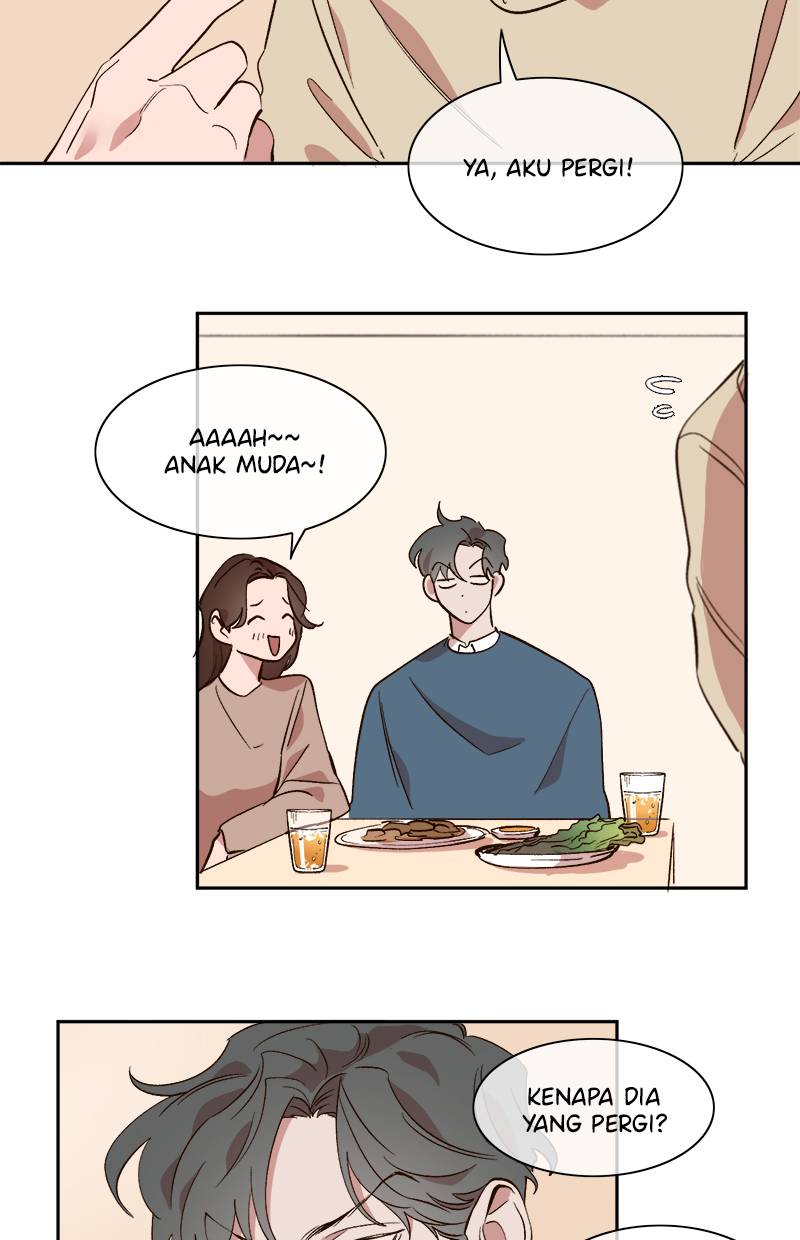 YA, AKU PERGI!
AAAAH~~
ANAK MUDA~!
KENAPA DIA
YANG PERGI?